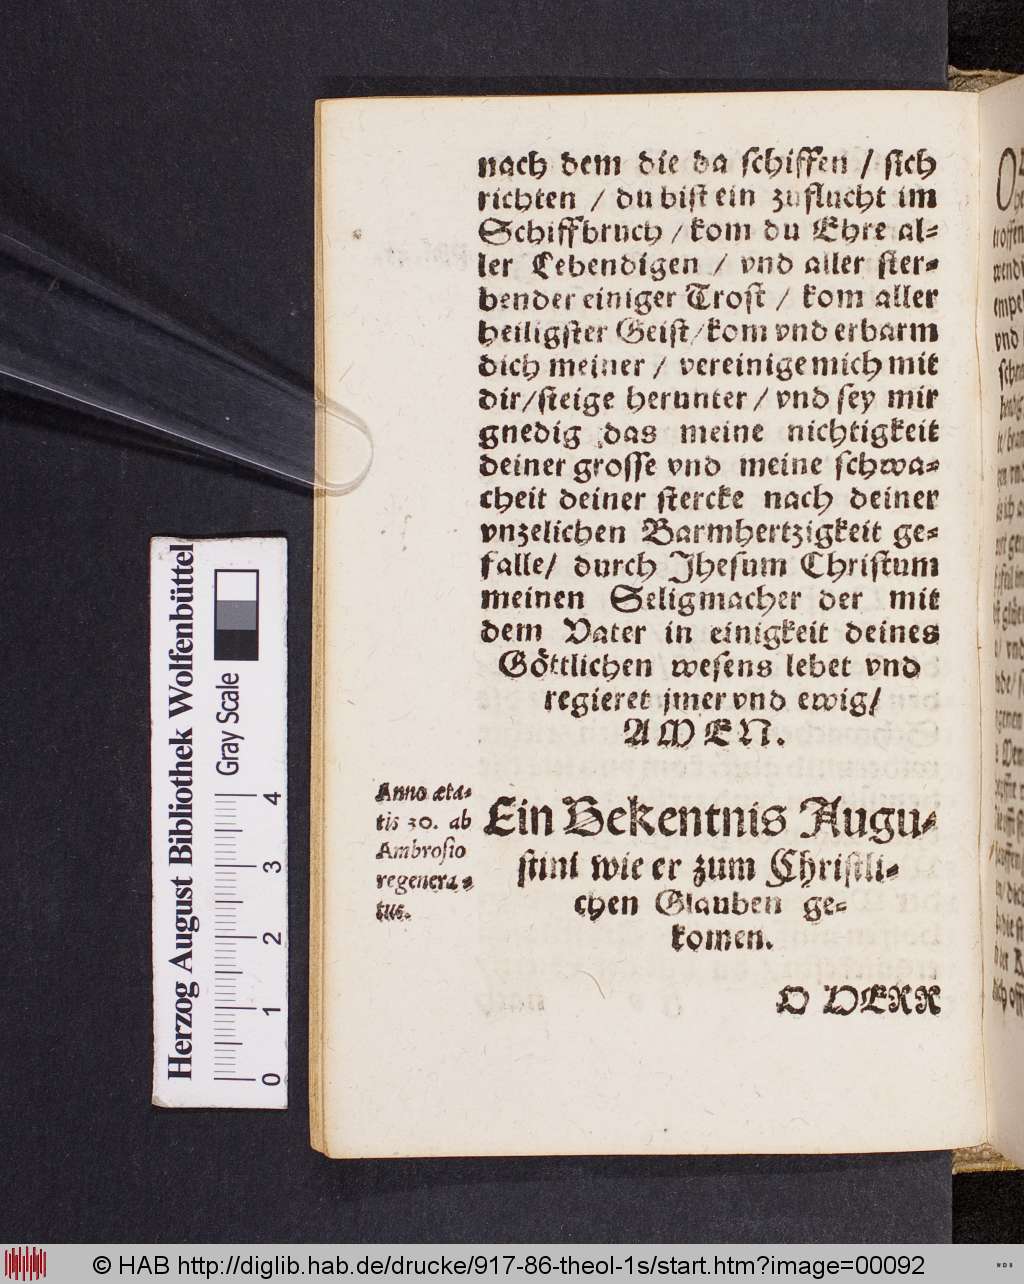 nach dem die da schiffen / sich
richten / du bist ein zuflucht im
Schiffbruch / kom du Ehre al-
ler Lebendigen / vnd aller ster-
bender einiger Trost / kom aller
heiligster Geist / kom vnd erbarm
dich meiner / vereinige mich mit
dir / steige herunter / vnd sey mir
gnedig das meine nichtigkeit
deiner grosse vnd meine schwa-
cheit deiner stercke nach deiner
vnzelichen Barmhertzigkeit ge-
falle / durch Jhesum Christum
meinen Seligmacher der mit
dem Vater in einigkeit deines
Göttlichen wesens lebet vnd
regieret jmer vnd ewig /
AMEN.
Anno æta-
tis 30. ab
Ambrosio
regenera-
tus.
Ein Bekentnis Augu-
stini wie er zum Christli-
chen Glauben ge-
komen.
O HERR
Herzog August Bibliothek Wolfenbüttel
Gray Scale
0 1 2 3 4
© HAB http://diglib.hab.de/drucke/917-86-theol-1s/start.htm?image=00092